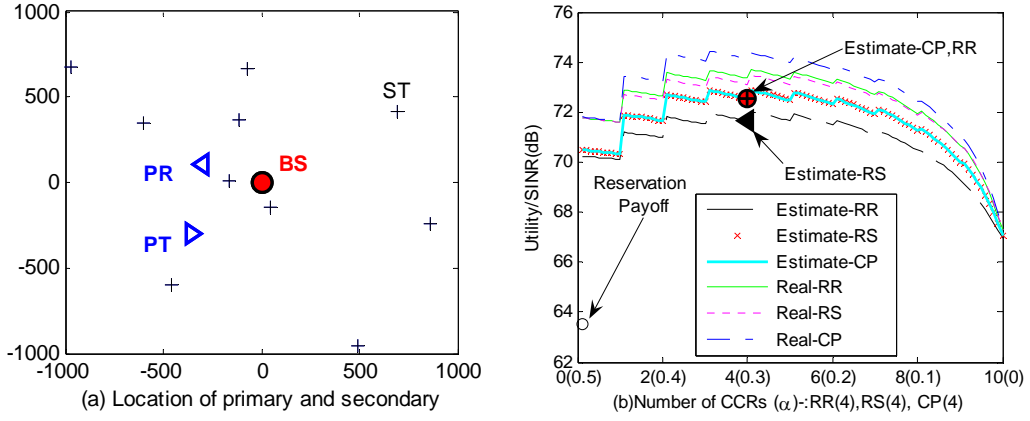 1000
500
0
-500
-1000
-1000
-500
0
500
1000
ST
PR
BS
PT
(a) Location of primary and secondary
Utility/SINR(dB)
76
74
72
70
68
66
64
62
0(0.5)
2(0.4)
4(0.3)
6(0.2)
8(0.1)
10(0)
Estimate-CP,RR
Estimate-RS
Reservation
Payoff
Estimate-RR
Estimate-RS
Estimate-CP
Real-RR
Real-RS
Real-CP
(b)Number of CCRs (α)-:RR(4),RS(4), CP(4)